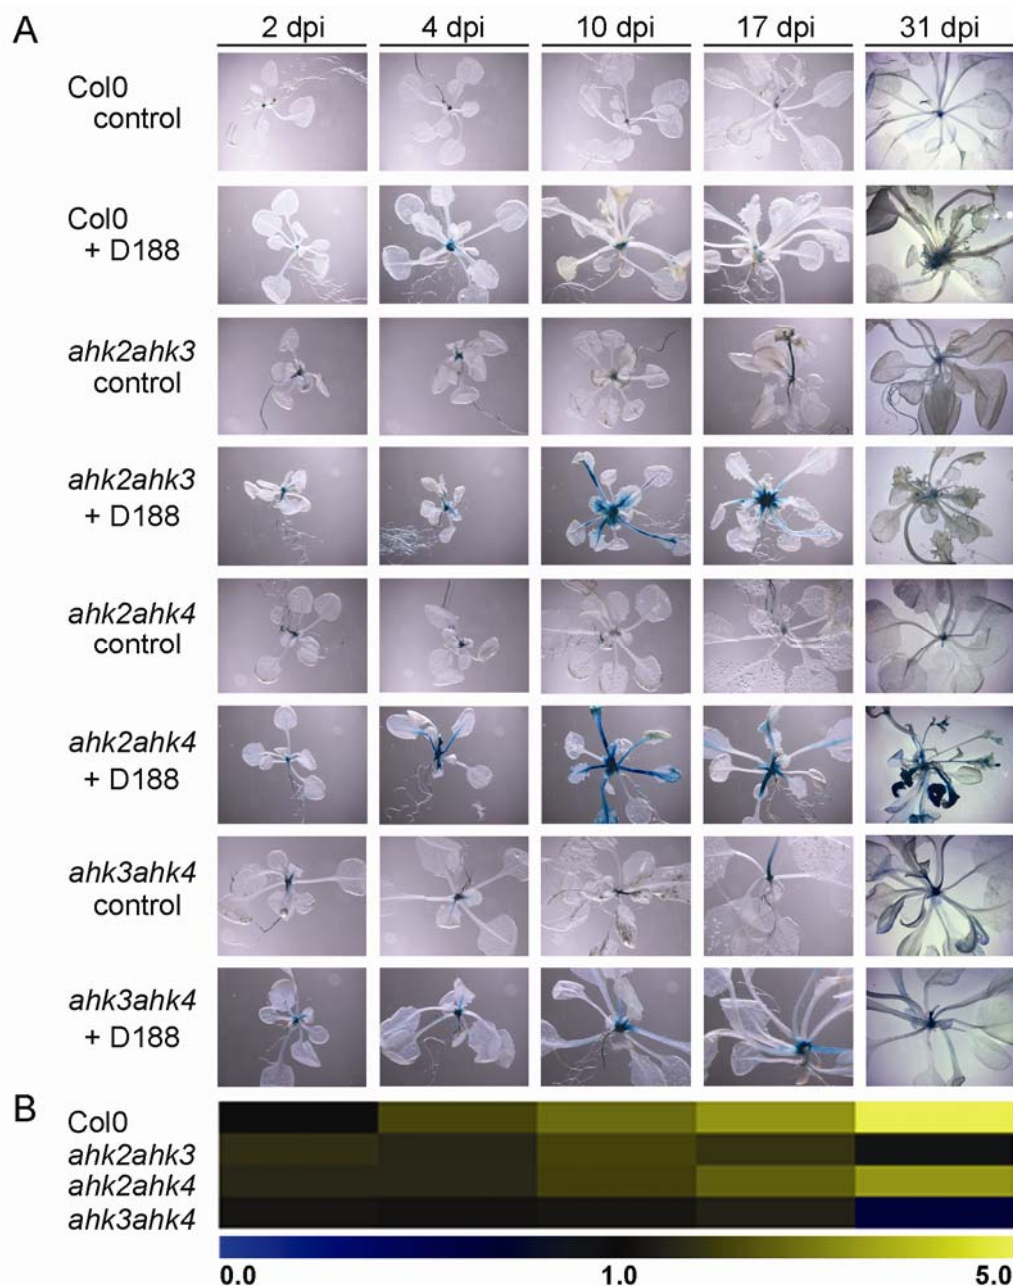 A
2 dpi 4 dpi 10 dpi 17 dpi 31 dpi
Col0
control
Col0
+ D188
ahk2ahk3
control
ahk2ahk3
+ D188
ahk2ahk4
control
ahk2ahk4
+ D188
ahk3ahk4
control
ahk3ahk4
+ D188
B
Col0
ahk2ahk3
ahk2ahk4
ahk3ahk4
0.0 1.0 5.0